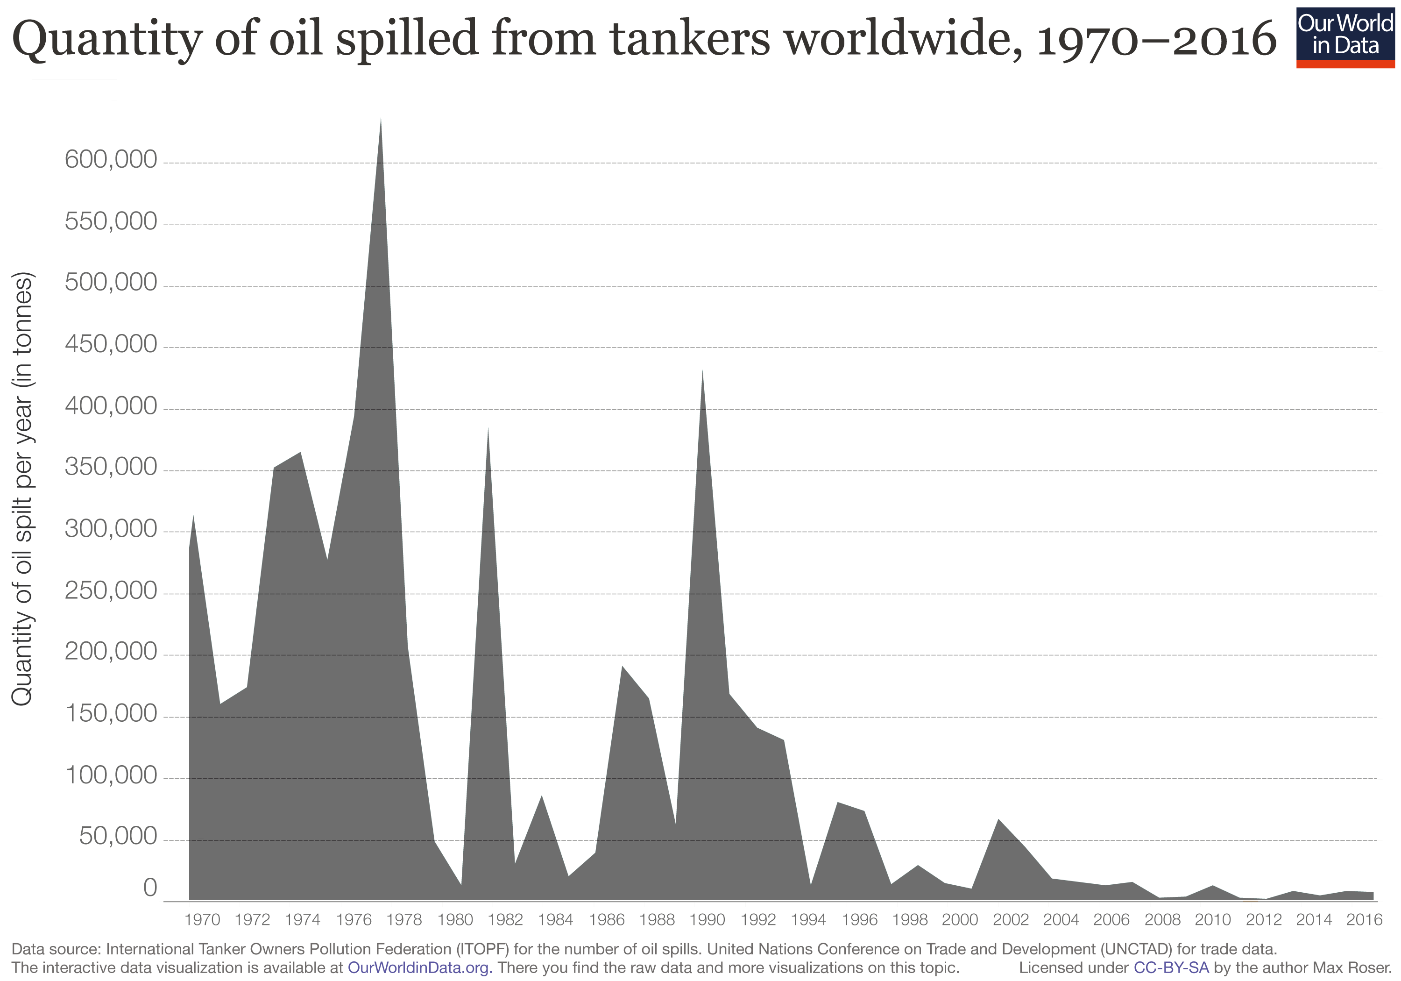 Quantity of oil spilled from tankers worldwide, 1970–2016
Our World
in Data
Quantity of oil spilt per year (in tonnes)
600,000
550,000
500,000
450,000
400,000
350,000
300,000
250,000
200,000
150,000
100,000
50,000
0
1970 1972 1974 1976 1978 1980 1982 1984 1986 1988 1990 1992 1994 1996 1998 2000 2002 2004 2006 2008 2010 2012 2014 2016
Data source: International Tanker Owners Pollution Federation (ITOPF) for the number of oil spills. United Nations Conference on Trade and Development (UNCTAD) for trade data.
The interactive data visualization is available at OurWorldinData.org. There you find the raw data and more visualizations on this topic.
Licensed under CC-BY-SA by the author Max Roser.